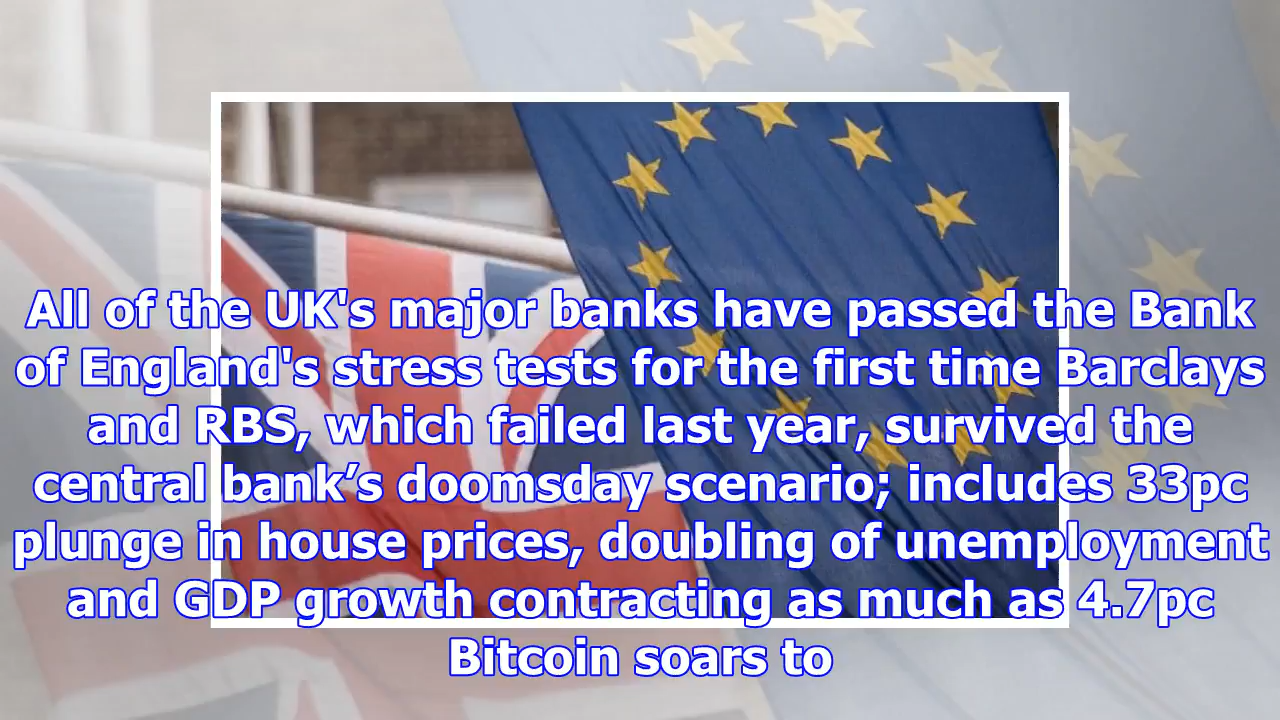 All of the UK's major banks have passed the Bank
of England's stress tests for the first time Barclays
and RBS, which failed last year, survived the
central bank’s doomsday scenario; includes 33pc
plunge in house prices, doubling of unemployment
and GDP growth contracting as much as 4.7pc
Bitcoin soars to